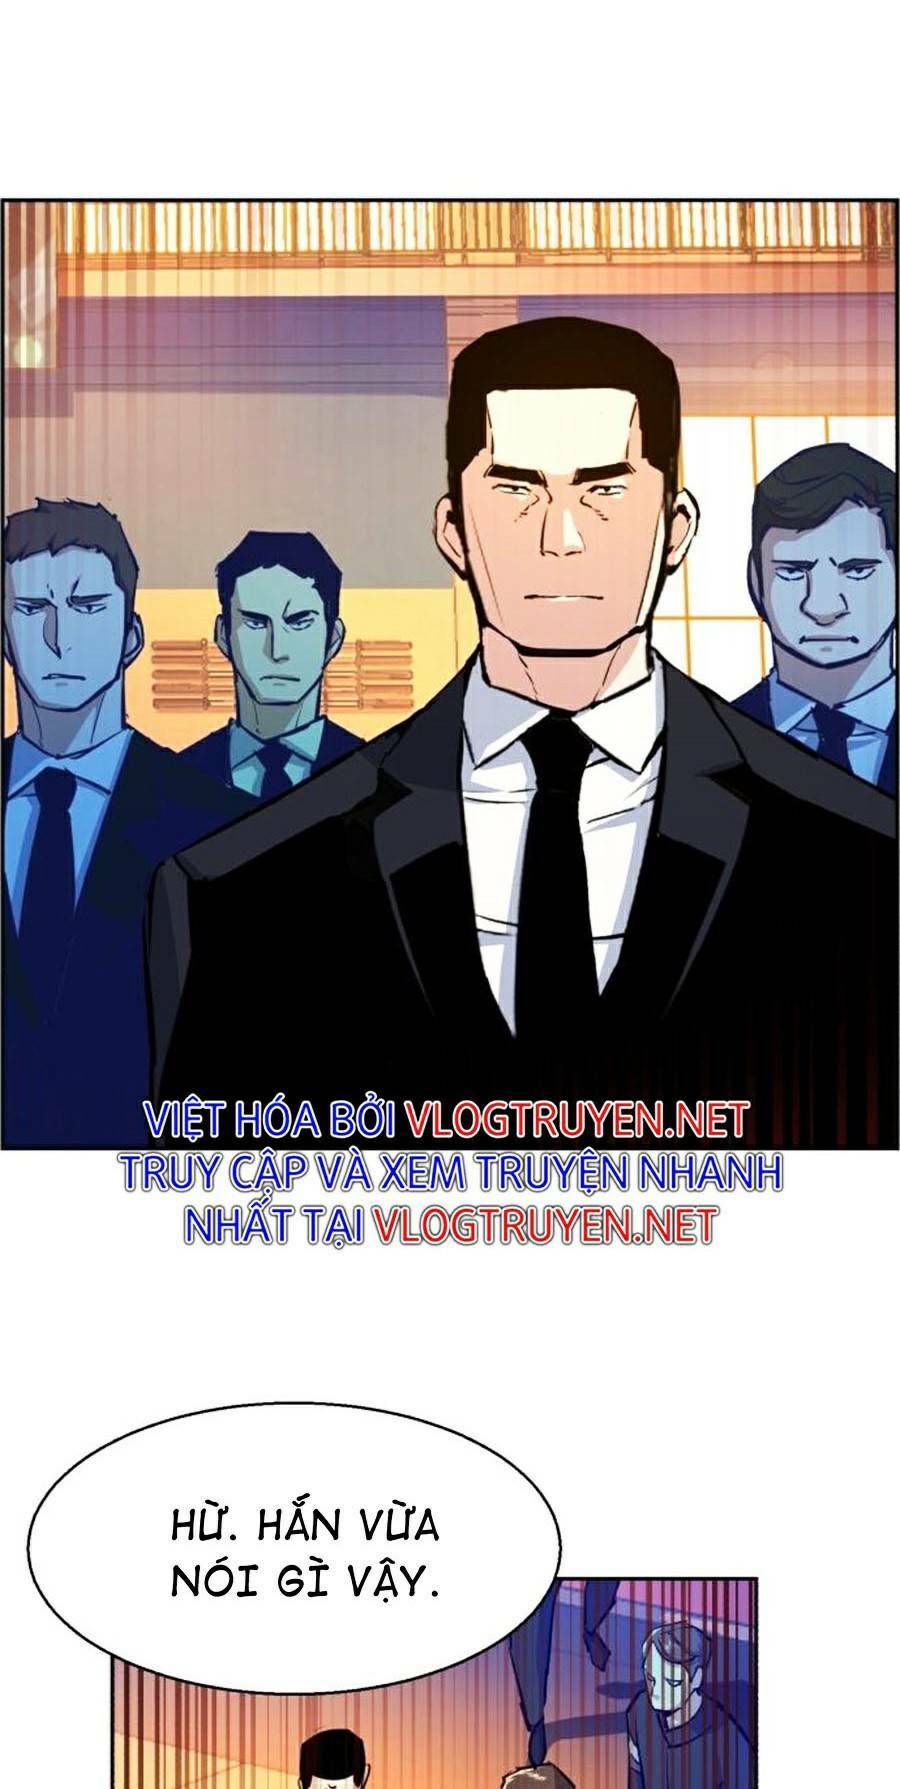 VIỆT HÓA BỞI VLOGTRUYEN.NET
TRUY CẬP VÀ XEM TRUYỆN NHANH
NHẤT TẠI VLOGTRUYEN.NET
HỪ. HẮN VỪA
NÓI GÌ VẬY.